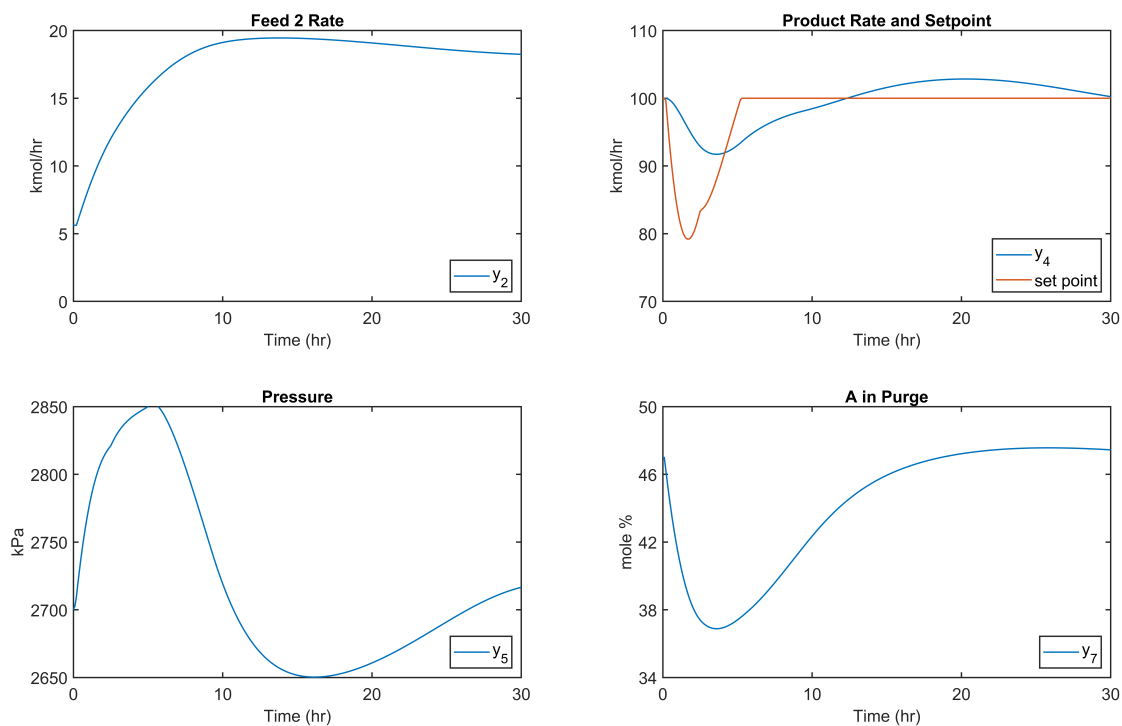 Feed 2 Rate
20
15
10
5
0
kmol/hr
y2
0 10 20 30
Time (hr)
Product Rate and Setpoint
110
100
90
80
70
kmol/hr
y4
set point
0 10 20 30
Time (hr)
Pressure
2850
2800
2750
2700
2650
kPa
y5
0 10 20 30
Time (hr)
A in Purge
50
46
42
38
34
mole %
y7
0 10 20 30
Time (hr)